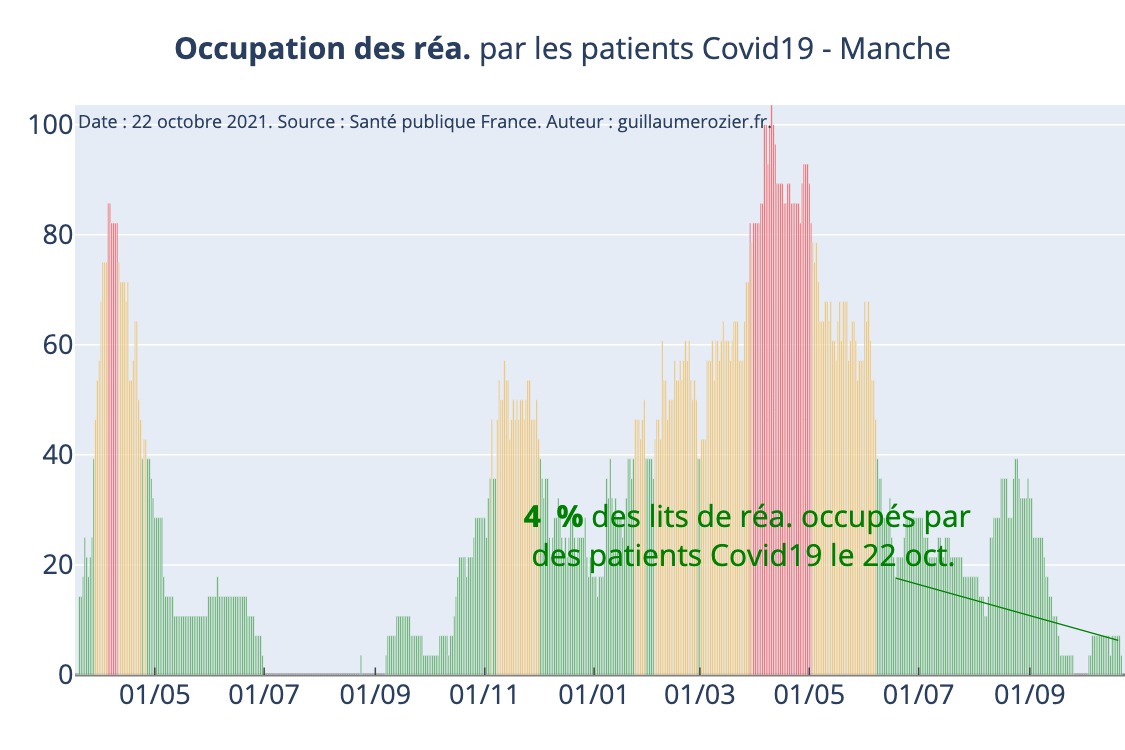 Occupation des réa. par les patients Covid19 - Manche
Date : 22 octobre 2021. Source : Santé publique France. Auteur : guillaumerozier.fr.
100
80
60
40
20
0
4 % des lits de réa. occupés par
des patients Covid19 le 22 oct.
01/05 01/07 01/09 01/11 01/01 01/03 01/05 01/07 01/09